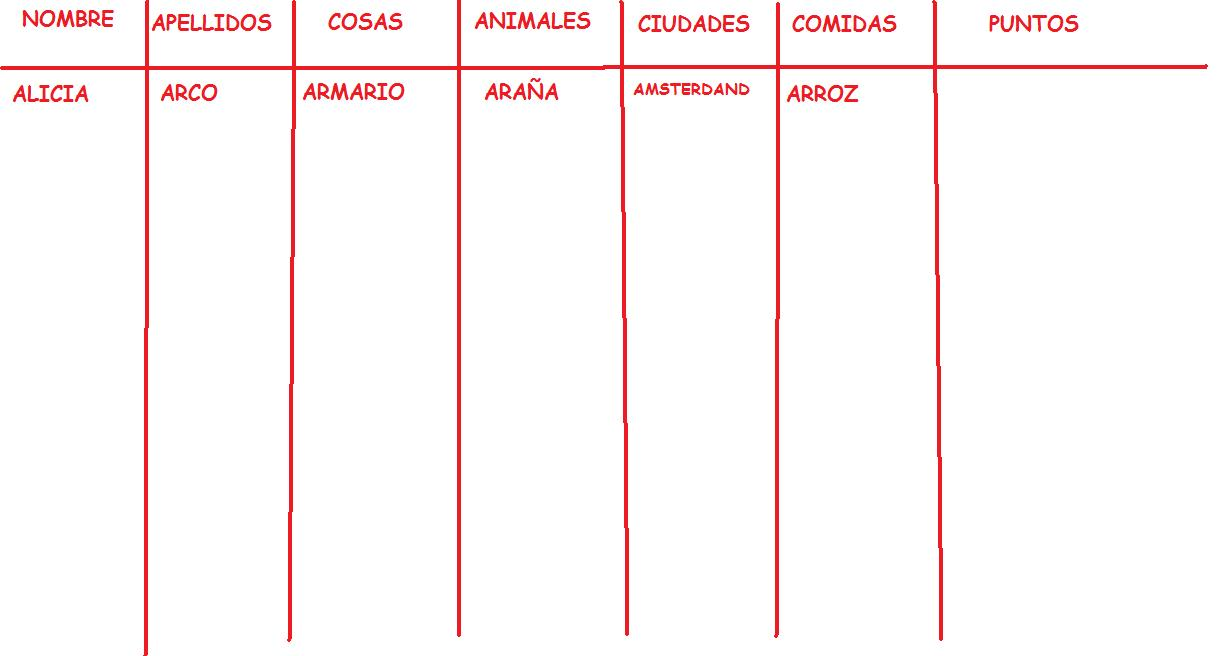 NOMBRE APELLIDOS COSAS ANIMALES CIUDADES COMIDAS PUNTOS
ALICIA ARCO ARMARIO ARAÑA AMSTERDAND ARROZ